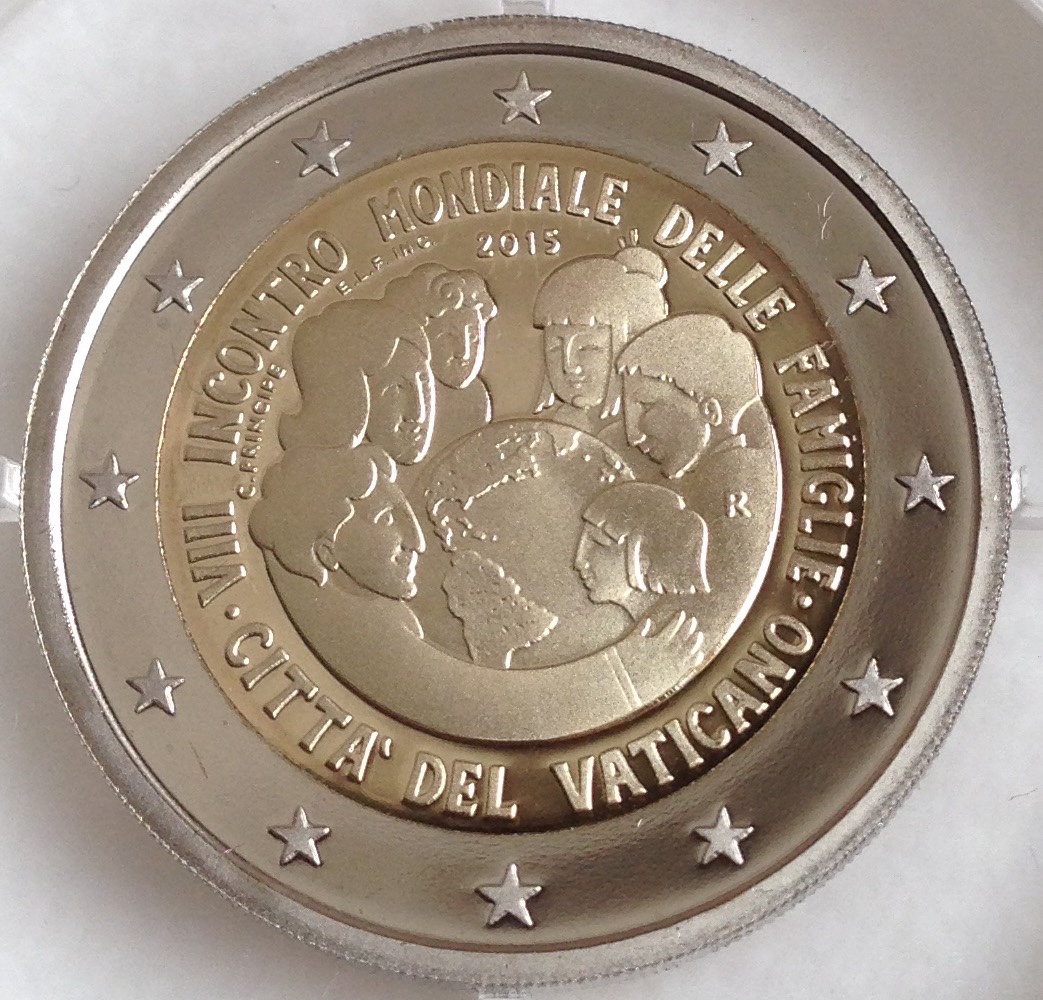 · VIII INCONTRO MONDIALE DELLE FAMIGLIE ·
CITTA' DEL VATICANO
2015
C.PRINCIPE
E.L.F. INC.
R